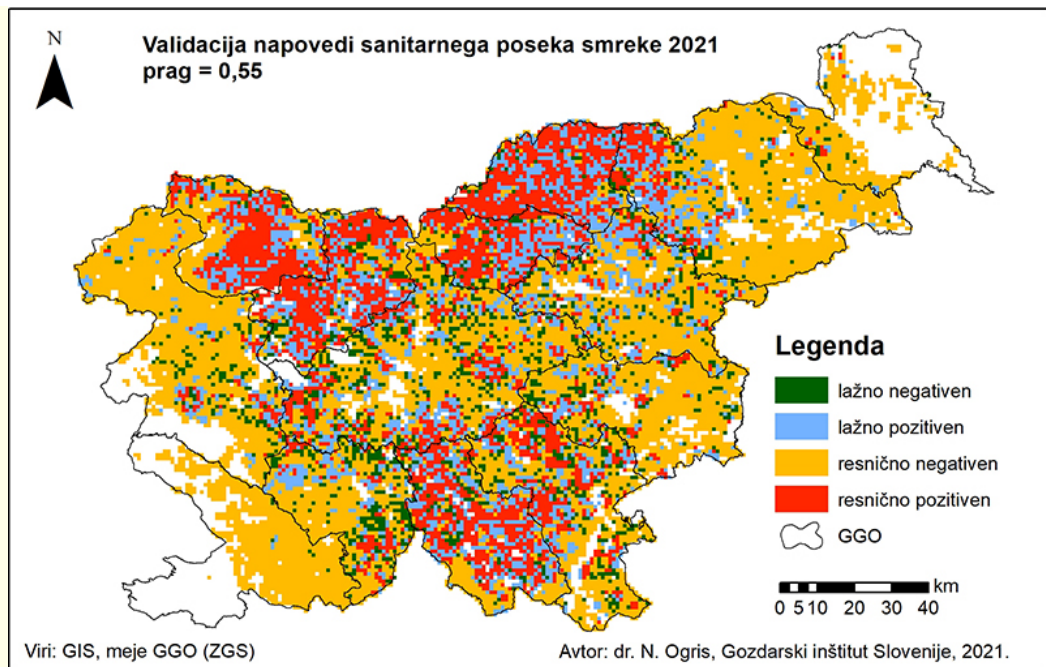 Validacija napovedi sanitarnega poseka smreke 2021
prag = 0,55
N
Legenda
lažno negativen
lažno pozitiven
resnično negativen
resnično pozitiven
GGO
km
0 5 10 20 30 40
Viri: GIS, meje GGO (ZGS)
Avtor: dr. N. Ogris, Gozdarski inštitut Slovenije, 2021.